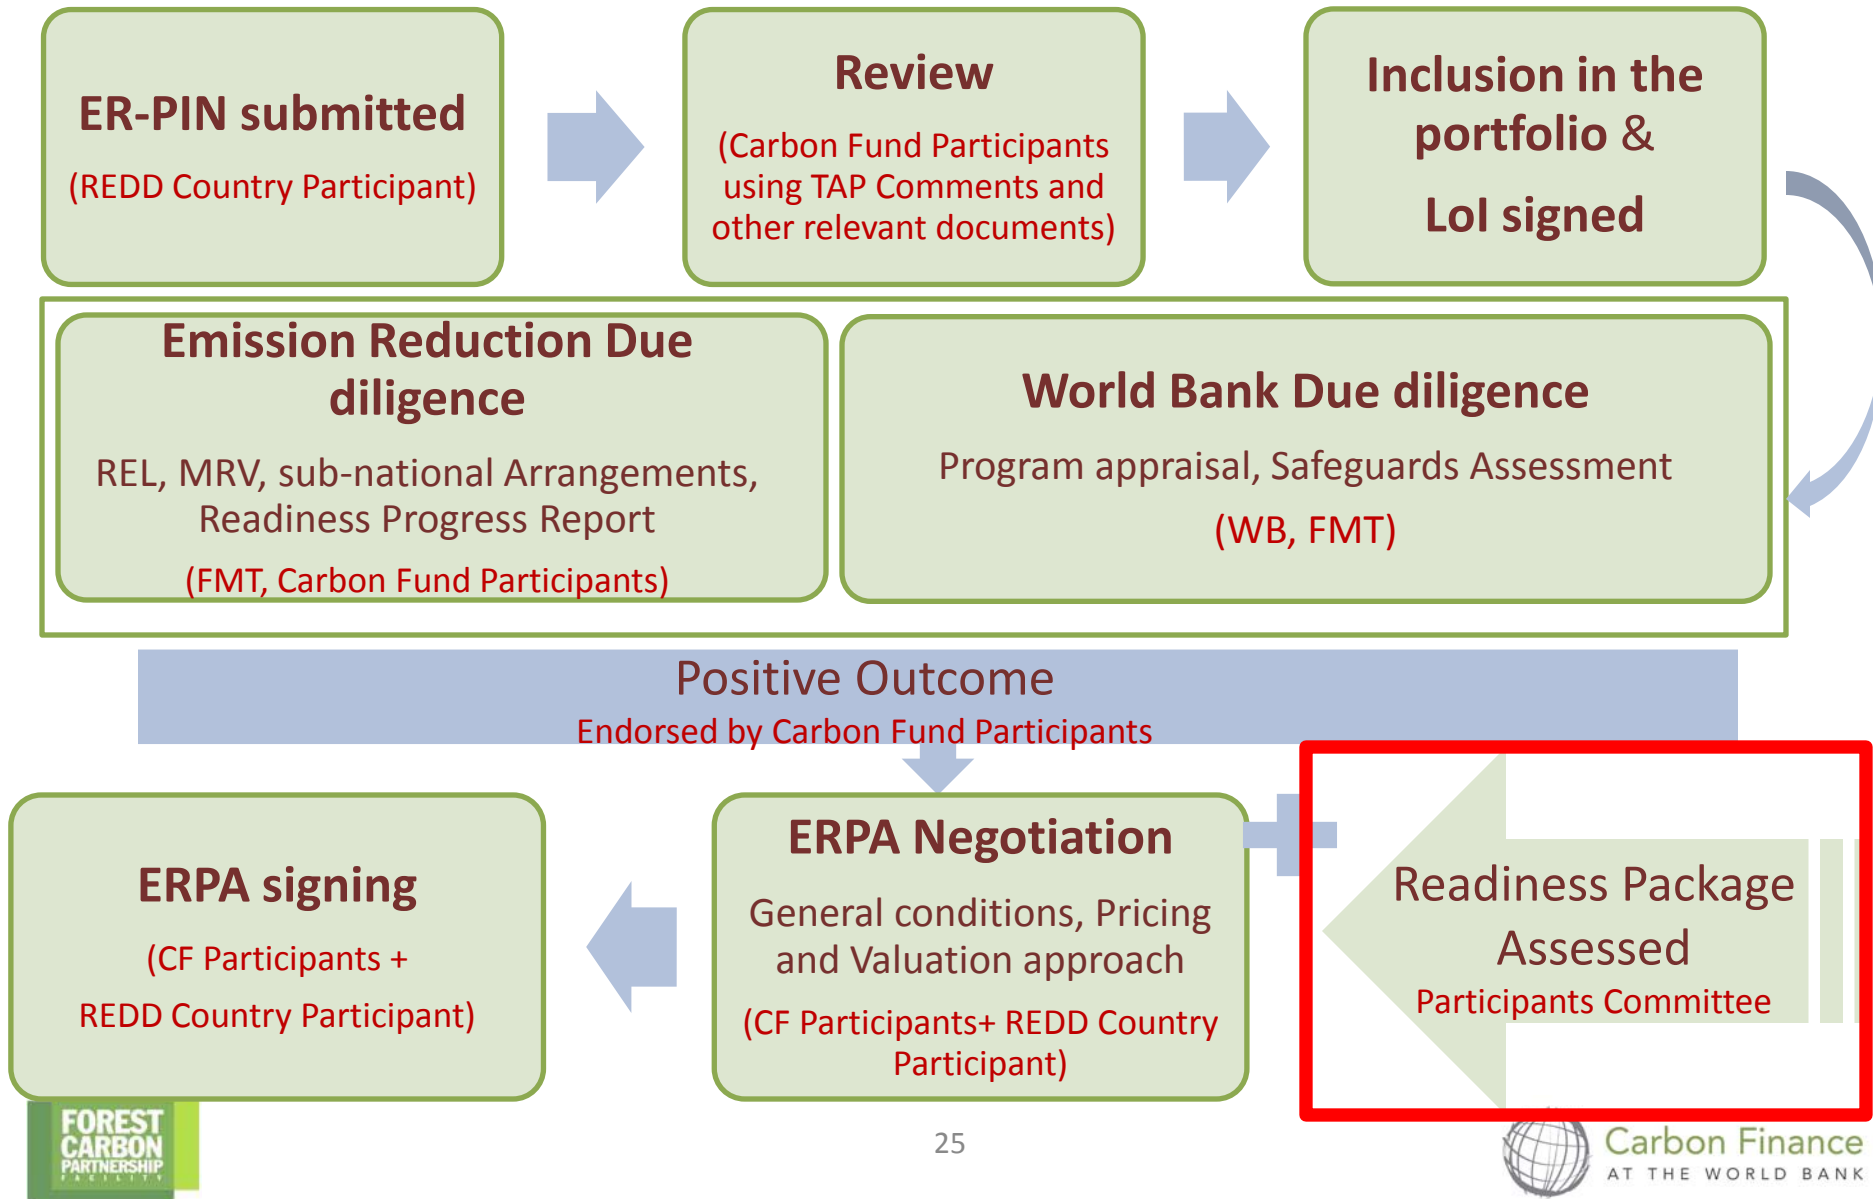 ER-PIN submitted
(REDD Country Participant)
Review
(Carbon Fund Participants
using TAP Comments and
other relevant documents)
Inclusion in the
portfolio &
LoI signed
Emission Reduction Due
diligence
REL, MRV, sub-national Arrangements,
Readiness Progress Report
(FMT, Carbon Fund Participants)
World Bank Due diligence
Program appraisal, Safeguards Assessment
(WB, FMT)
Positive Outcome
Endorsed by Carbon Fund Participants
ERPA signing
(CF Participants +
REDD Country Participant)
ERPA Negotiation
General conditions, Pricing
and Valuation approach
(CF Participants+ REDD Country
Participant)
Readiness Package
Assessed
Participants Committee
FOREST
CARBON
PARTNERSHIP
FACILITY
25
Carbon Finance
AT THE WORLD BANK